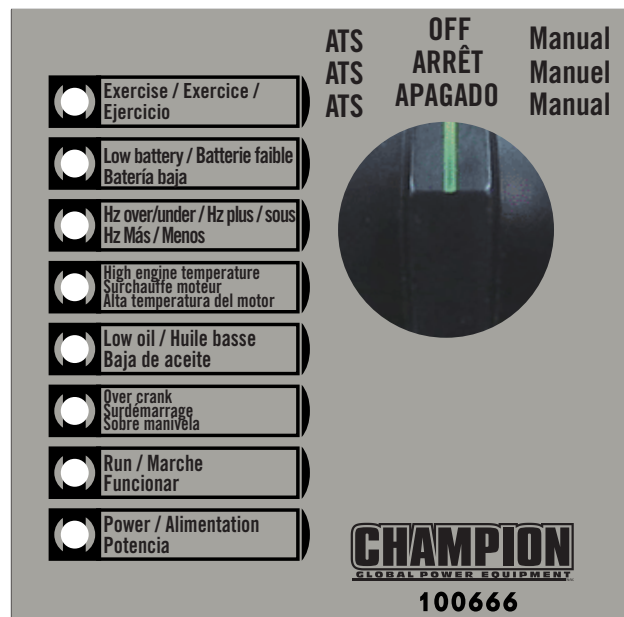 ATS OFF Manual
ATS ARRÊT Manuel
ATS APAGADO Manual
Exercise / Exercice /
Ejercicio
Low battery / Batterie faible
Batería baja
Hz over/under / Hz plus / sous
Hz Más / Menos
High engine temperature
Surchauffe moteur
Alta temperatura del motor
Low oil / Huile basse
Baja de aceite
Over crank
Surdémarrage
Sobre manivela
Run / Marche
Funcionar
Power / Alimentation
Potencia
CHAMPION
GLOBAL POWER EQUIPMENT
100666